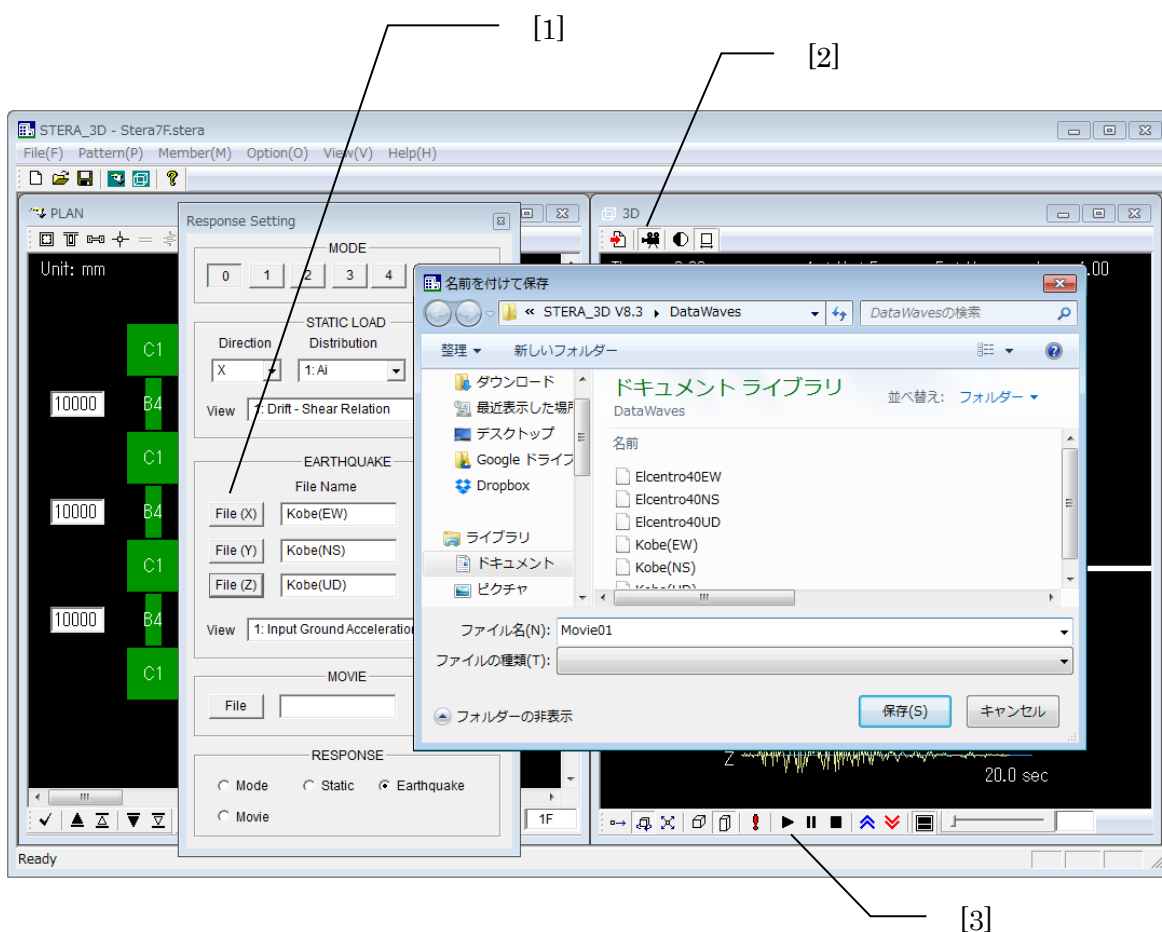 [1]
[2]
STERA_3D - Stera7F.stera
File(F) Pattern(P) Member(M) Option(O) View(V) Help(H)
PLAN
Unit: mm
10000
10000
10000
C1
B4
C1
B4
C1
B4
C1
1F
Response Setting
MODE
0 1 2 3 4
STATIC LOAD
Direction Distribution
X 1: Ai
View 1: Drift - Shear Relation
EARTHQUAKE
File Name
File (X) Kobe(EW)
File (Y) Kobe(NS)
File (Z) Kobe(UD)
View 1: Input Ground Acceleration
MOVIE
File
RESPONSE
Mode Static Earthquake
Movie
3D
名前を付けて保存
« STERA_3D V8.3 DataWaves
DataWavesの検索
整理 新しいフォルダー
ダウンロード
最近表示した場所
デスクトップ
Google ドライブ
Dropbox
ライブラリ
ドキュメント
ピクチャ
ドキュメント ライブラリ
DataWaves
並べ替え: フォルダー
名前
Elcentro40EW
Elcentro40NS
Elcentro40UD
Kobe(EW)
Kobe(NS)
Kobe(UD)
ファイル名(N): Movie01
ファイルの種類(T):
フォルダーの非表示
保存(S) キャンセル
Z
20.0 sec
Ready
[3]